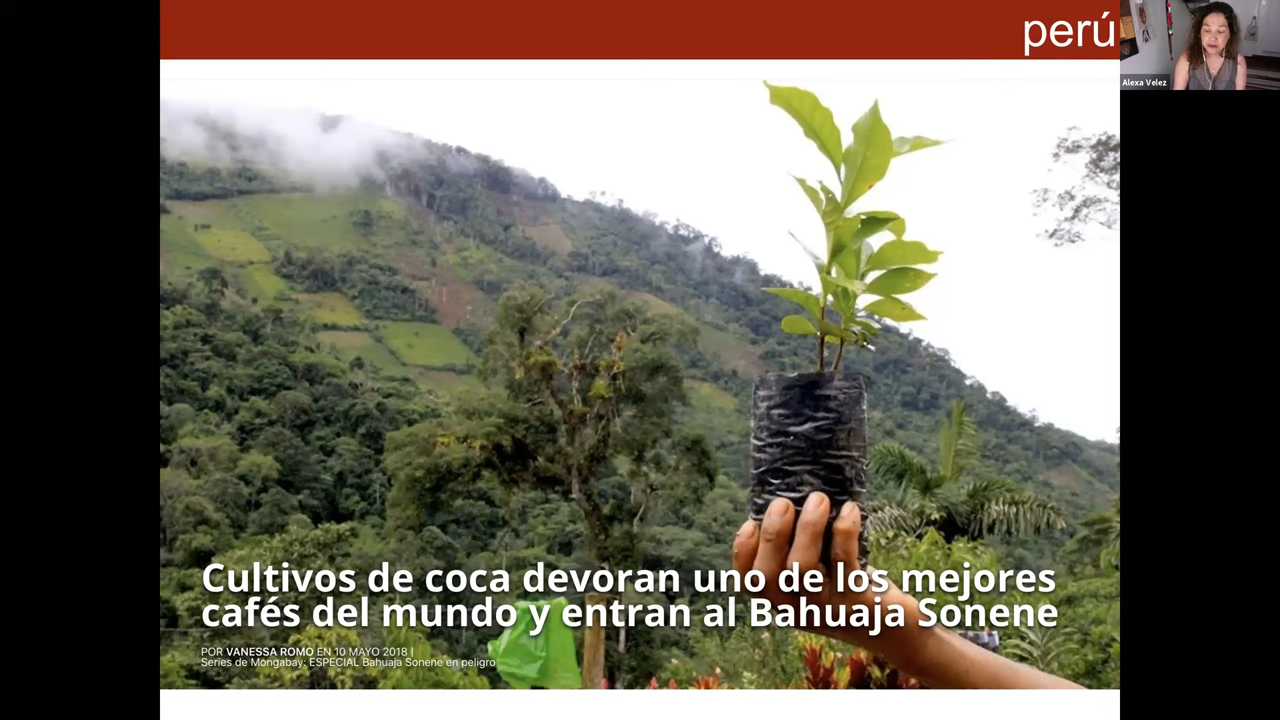 perú
Alexa Velez
Cultivos de coca devoran uno de los mejores
cafés del mundo y entran al Bahuaja Sonene
POR VANESSA ROMO EN 10 MAYO 2018 |
Series de Mongabay: ESPECIAL Bahuaja Sonene en peligro